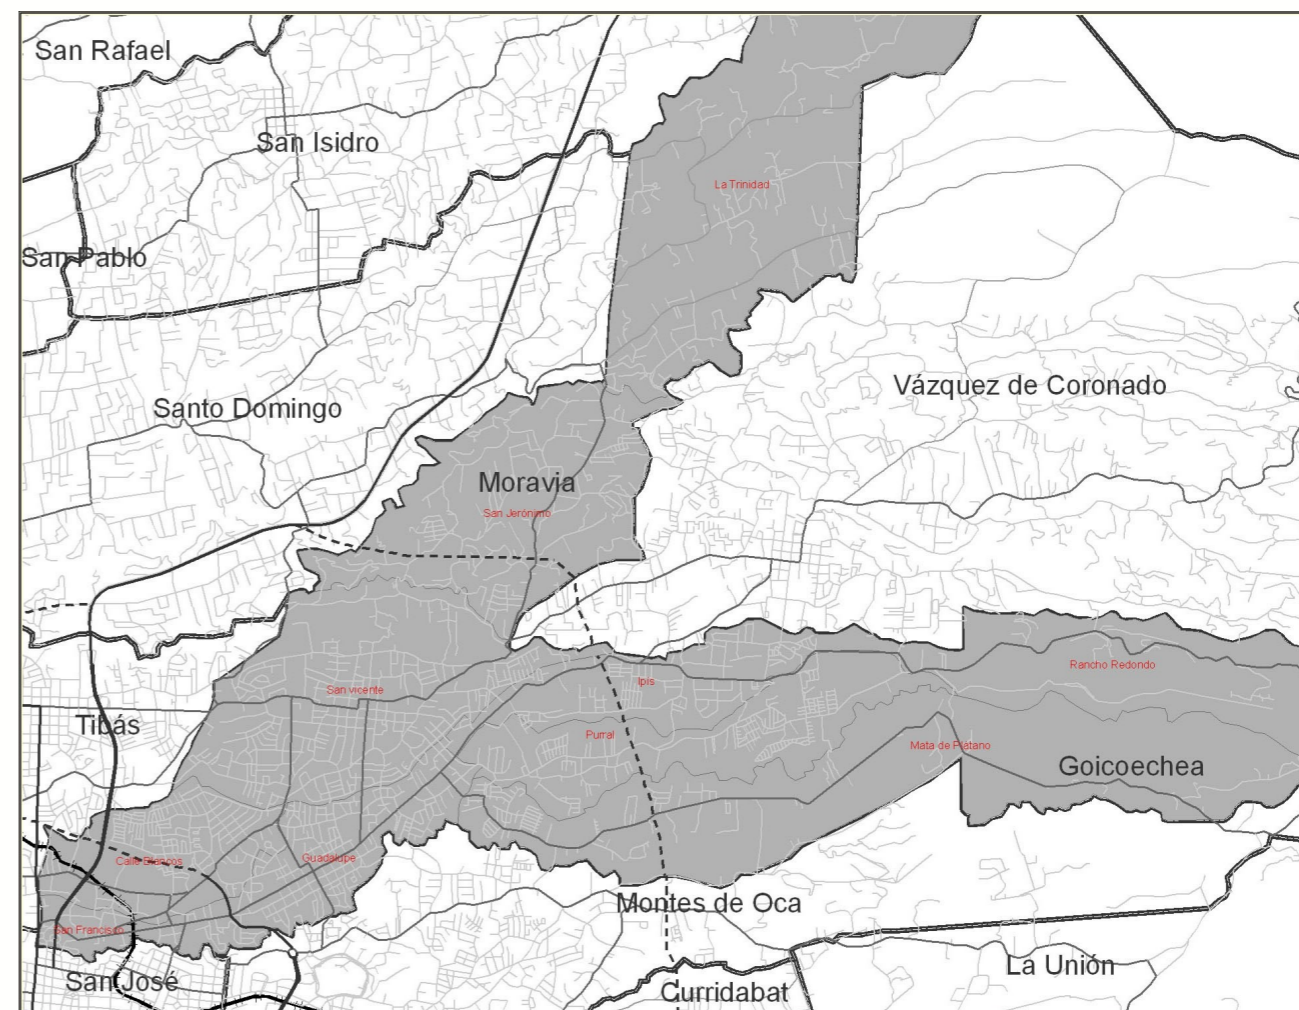 San Rafael
San Isidro
La Trinidad
San Pablo
Vázquez de Coronado
Santo Domingo
Moravia
San Jerónimo
Rancho Redondo
Ipis
San vicente
Tibás
Purral
Mata de Platano
Goicoechea
Calle Blancos
Guadalupe
Montes de Oca
San Francisco
La Unión
San José
Curridabat